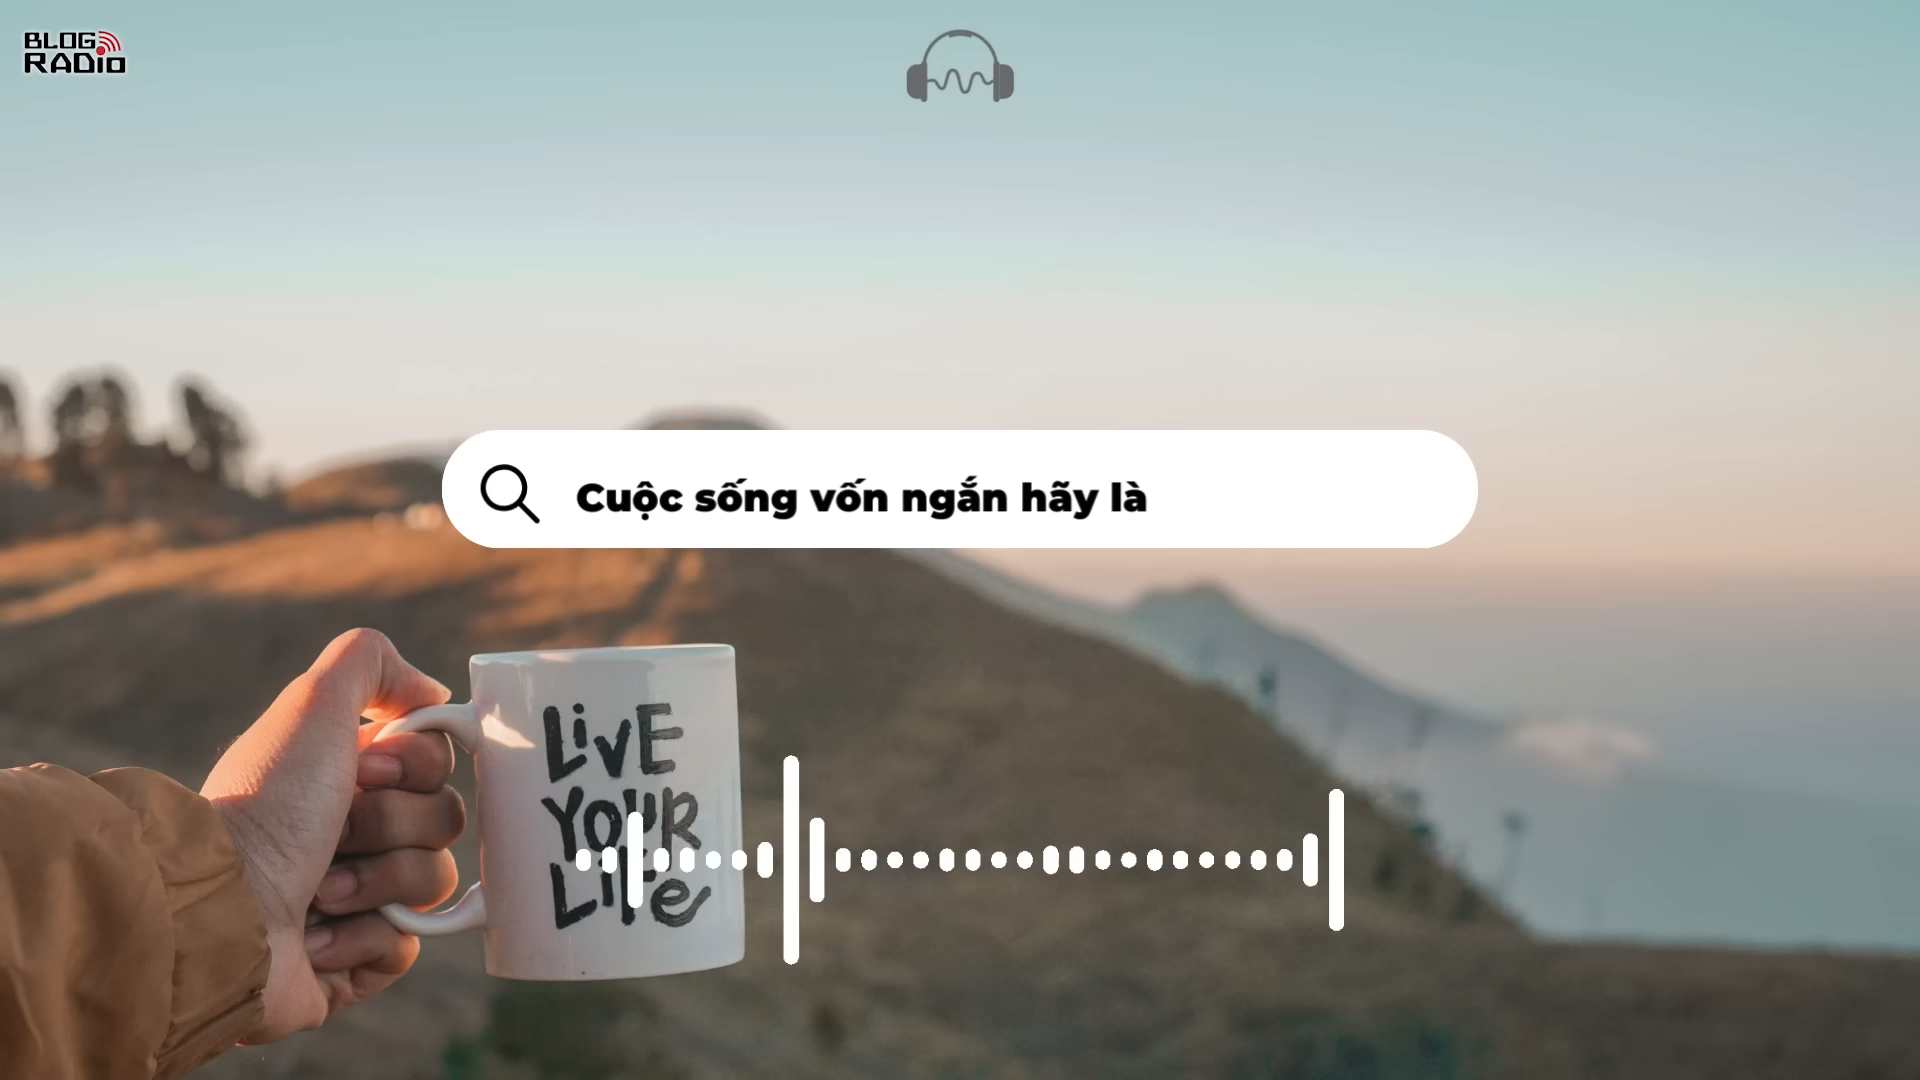 BLOG
RADIO
Cuộc sống vốn ngắn hãy là
LIVE
YOUR
LIFE